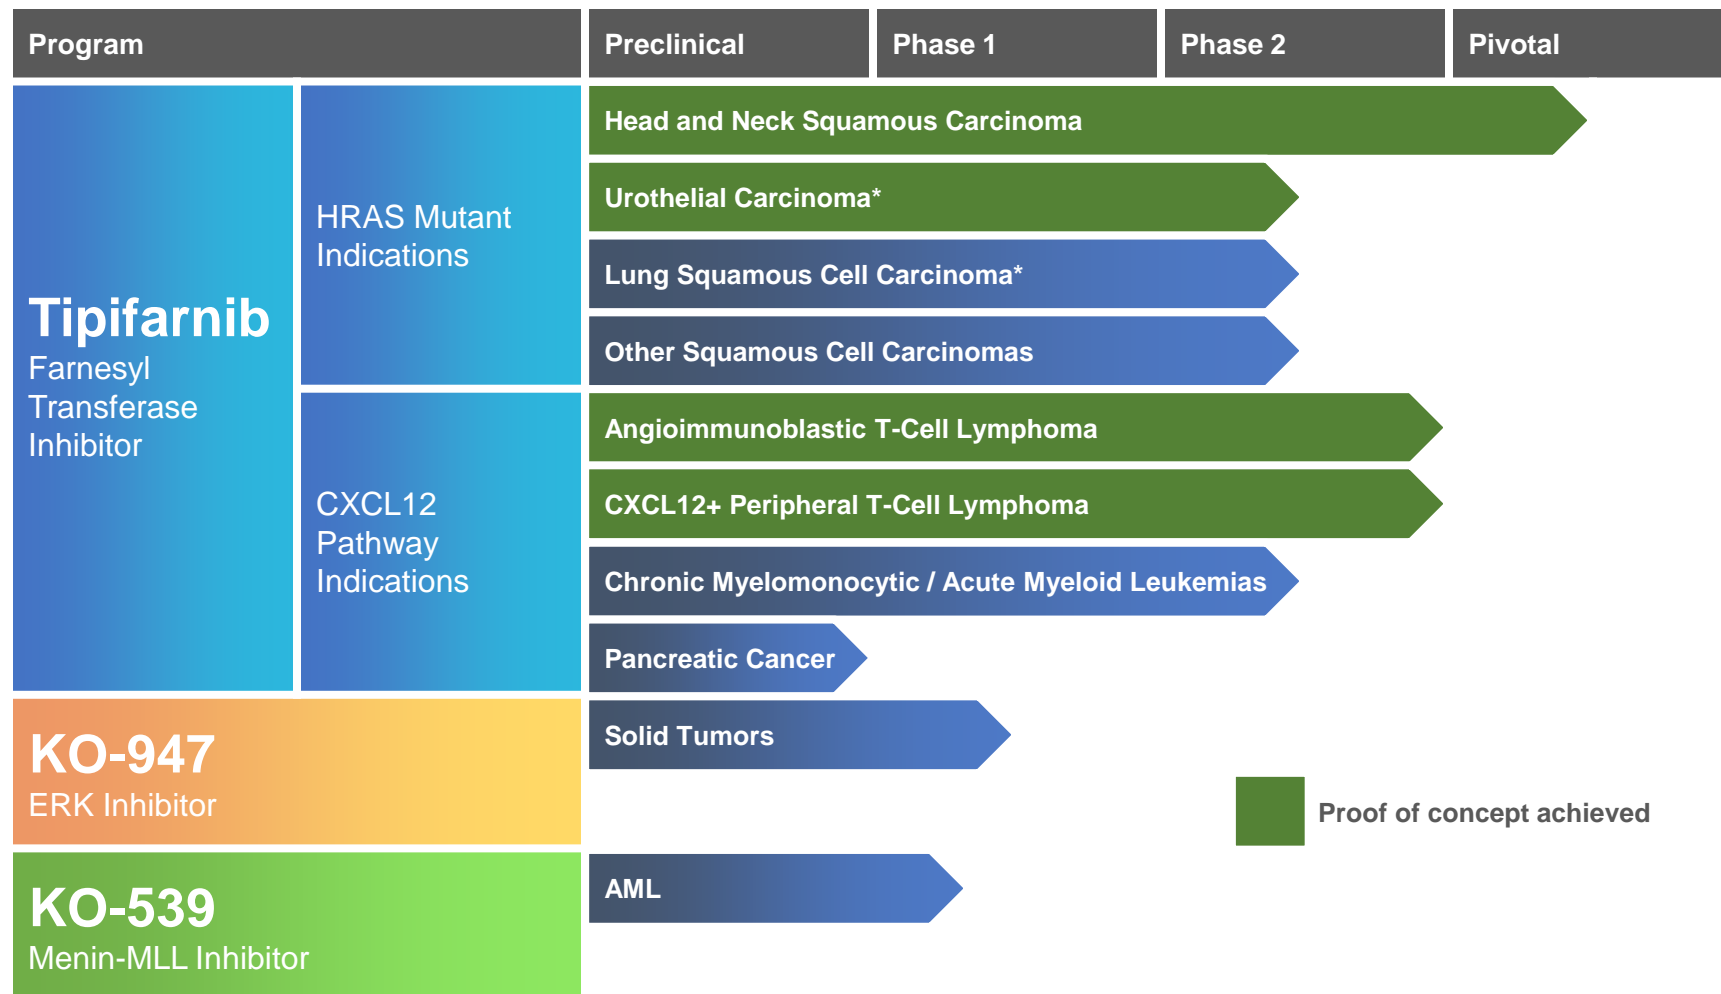 Program
Preclinical
Phase 1
Phase 2
Pivotal
Tipifarnib
Farnesyl
Transferase
Inhibitor
HRAS Mutant
Indications
Head and Neck Squamous Carcinoma
Urothelial Carcinoma*
Lung Squamous Cell Carcinoma*
Other Squamous Cell Carcinomas
CXCL12
Pathway
Indications
Angioimmunoblastic T-Cell Lymphoma
CXCL12+ Peripheral T-Cell Lymphoma
Chronic Myelomonocytic / Acute Myeloid Leukemias
Pancreatic Cancer
KO-947
ERK Inhibitor
Solid Tumors
Proof of concept achieved
KO-539
Menin-MLL Inhibitor
AML